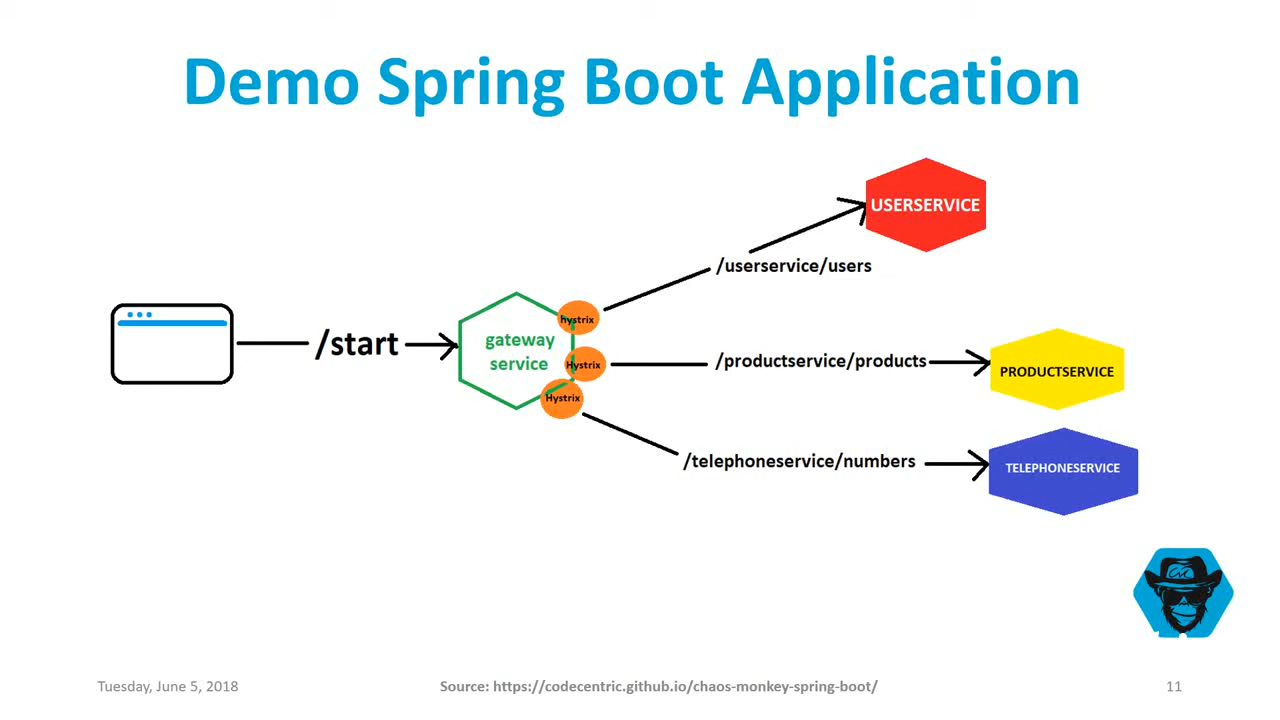 Demo Spring Boot Application
USERSERVICE
/userservice/users
hystrix
/start
gateway
service
Hystrix
/productservice/products
PRODUCTSERVICE
Hystrix
/telephoneservice/numbers
TELEPHONESERVICE
Tuesday, June 5, 2018
Source: https://codecentric.github.io/chaos-monkey-spring-boot/
11